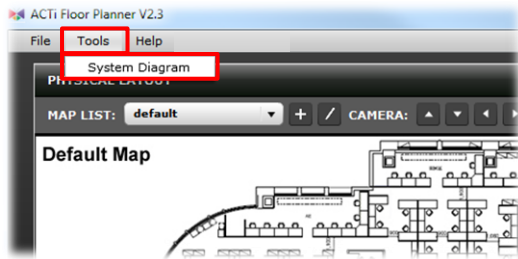 ACTi Floor Planner V2.3
File Tools Help
System Diagram
PHYSICAL LAYOUT
MAP LIST: default CAMERA:
Default Map